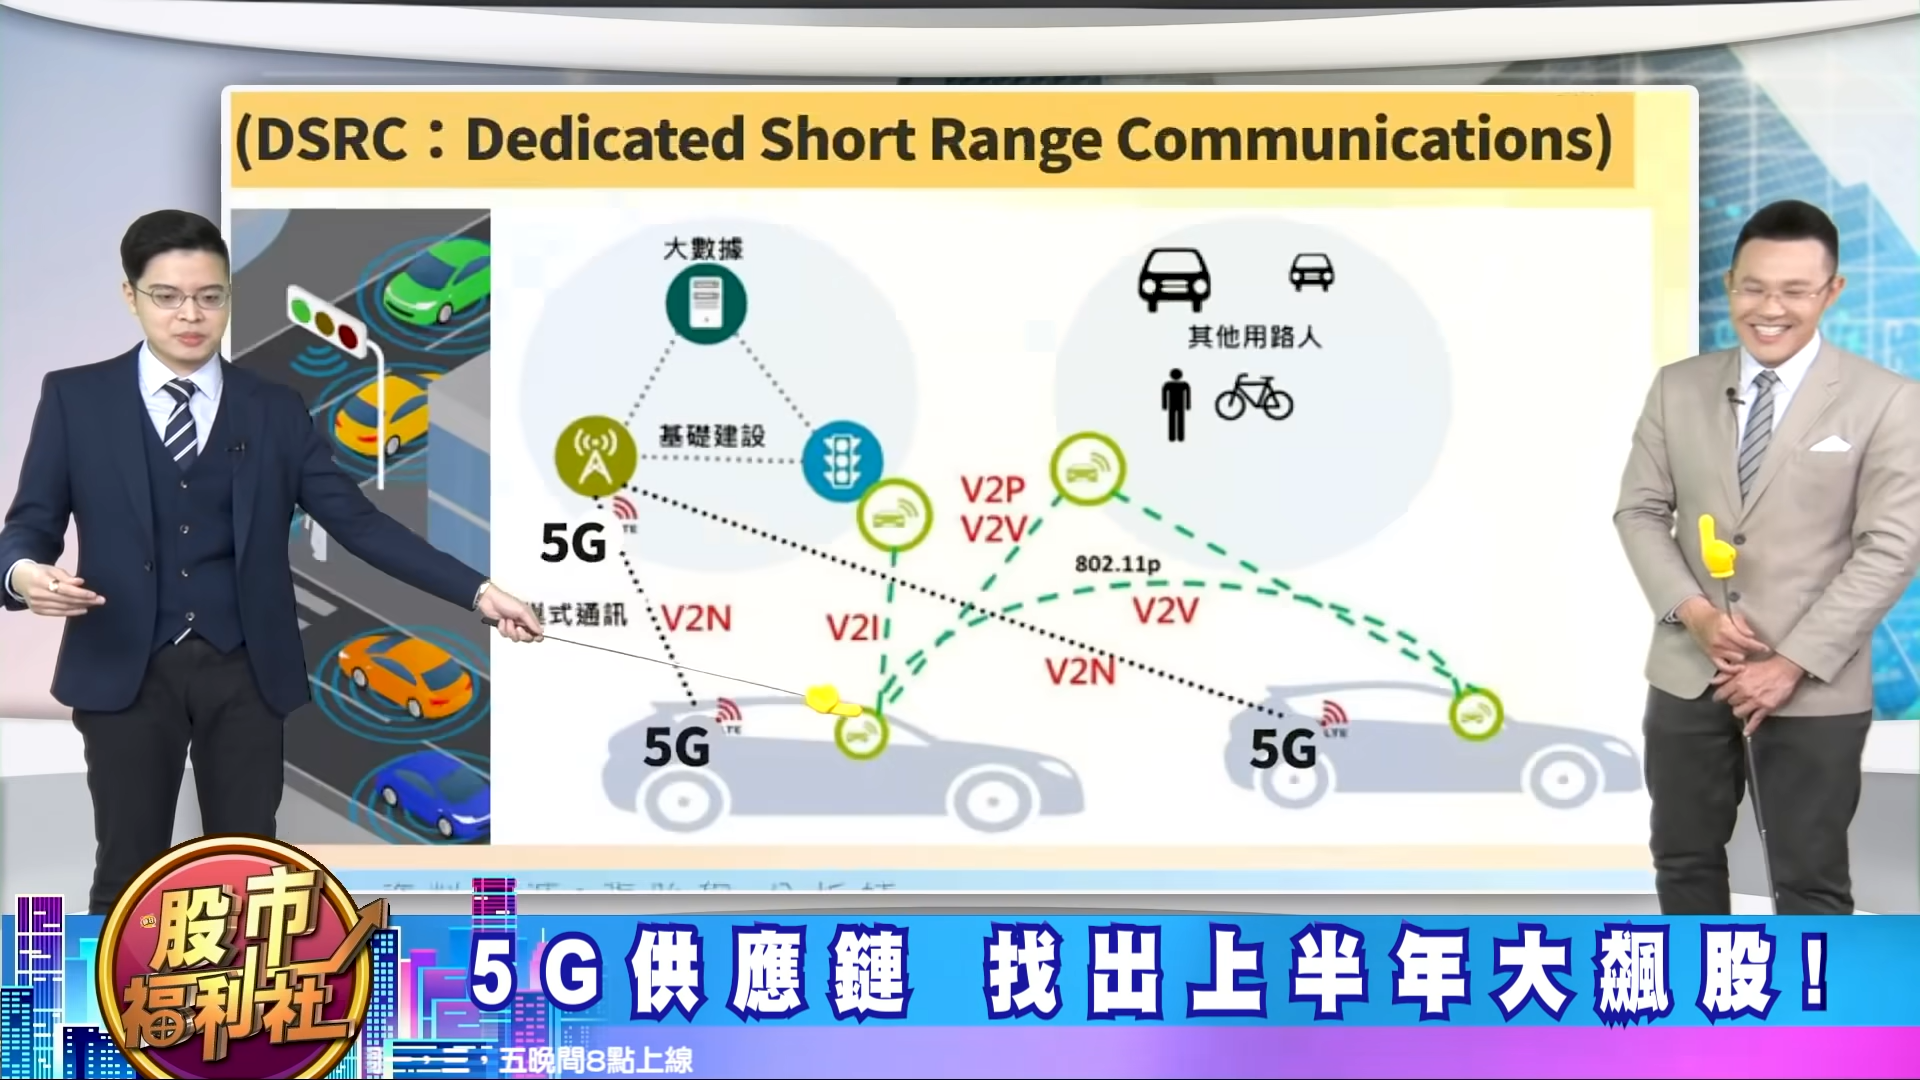 (DSRC：Dedicated Short Range Communications)
大數據
其他用路人
基礎建設
V2P
V2V
5G
802.11p
式通訊
V2N
V2I
V2V
V2N
5G
LTE
5G
LTE
股市
福利社
5G供應鏈 找出上半年大飆股!
五晚間8點上線